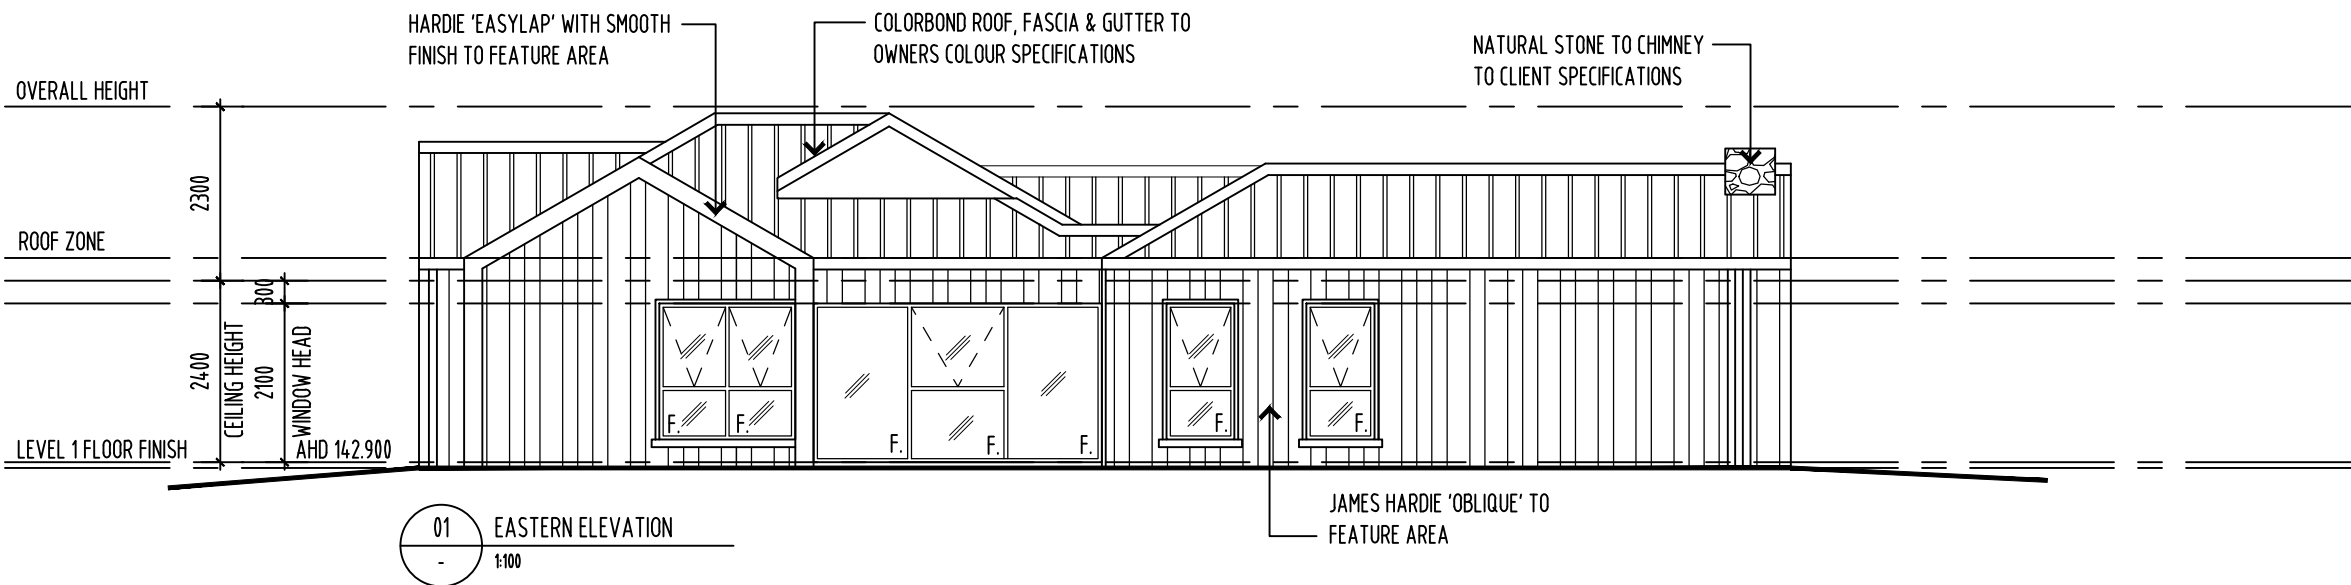 HARDIE 'EASYLAP' WITH SMOOTH
FINISH TO FEATURE AREA
COLORBOND ROOF, FASCIA & GUTTER TO
OWNERS COLOUR SPECIFICATIONS
NATURAL STONE TO CHIMNEY
TO CLIENT SPECIFICATIONS
OVERALL HEIGHT
2300
ROOF ZONE
300
2400
CEILING HEIGHT
2100
WINDOW HEAD
F.
F.
F.
F.
F.
F.
F.
LEVEL 1 FLOOR FINISH
AHD 142.900
JAMES HARDIE 'OBLIQUE' TO
FEATURE AREA
01
EASTERN ELEVATION
-
1:100